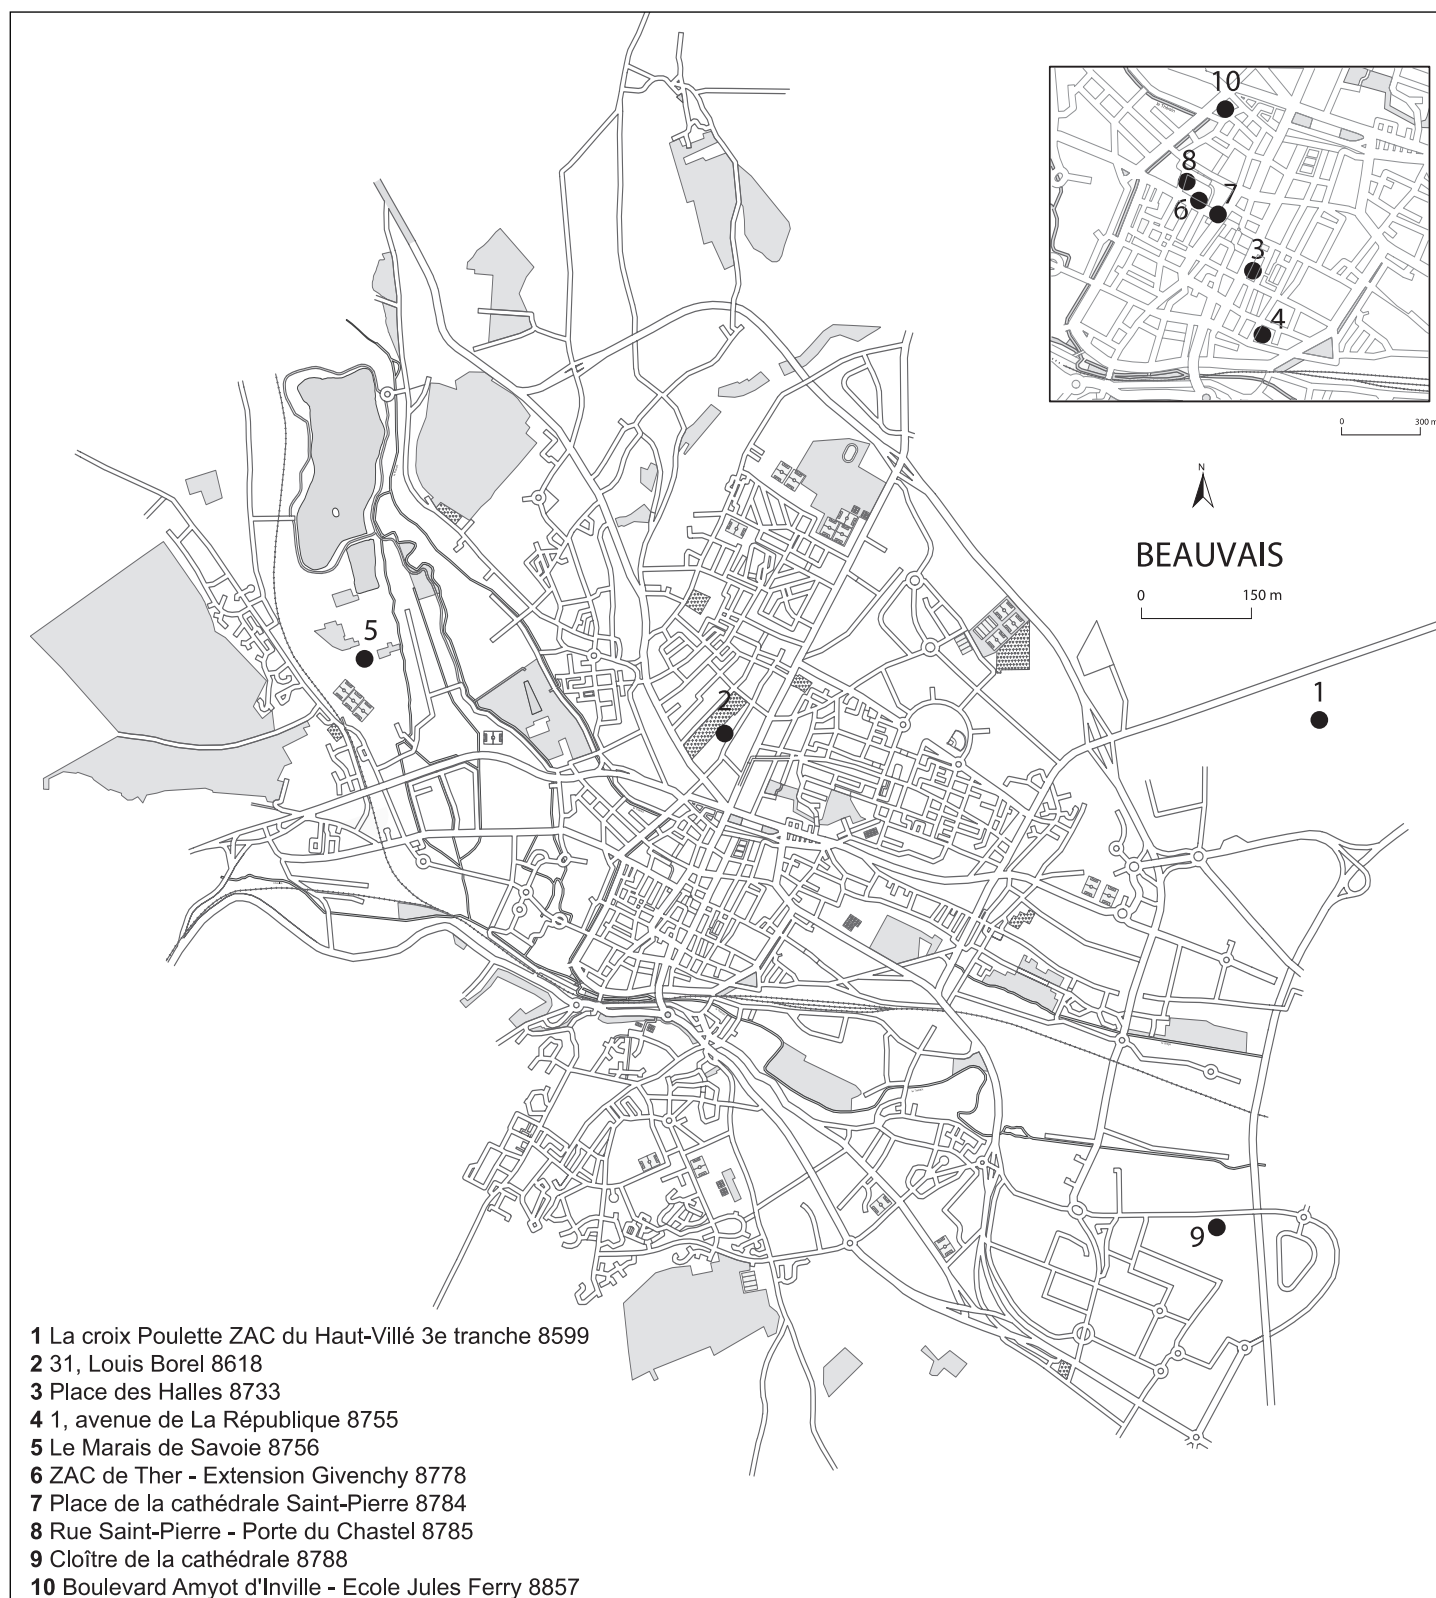 10
8
7
6
3
4
0 300 m
N
BEAUVAIS
0 150 m
5
2
1
9
1 La croix Poulette ZAC du Haut-Villé 3e tranche 8599
2 31, Louis Borel 8618
3 Place des Halles 8733
4 1, avenue de La République 8755
5 Le Marais de Savoie 8756
6 ZAC de Ther - Extension Givenchy 8778
7 Place de la cathédrale Saint-Pierre 8784
8 Rue Saint-Pierre - Porte du Chastel 8785
9 Cloître de la cathédrale 8788
10 Boulevard Amyot d'Inville - Ecole Jules Ferry 8857